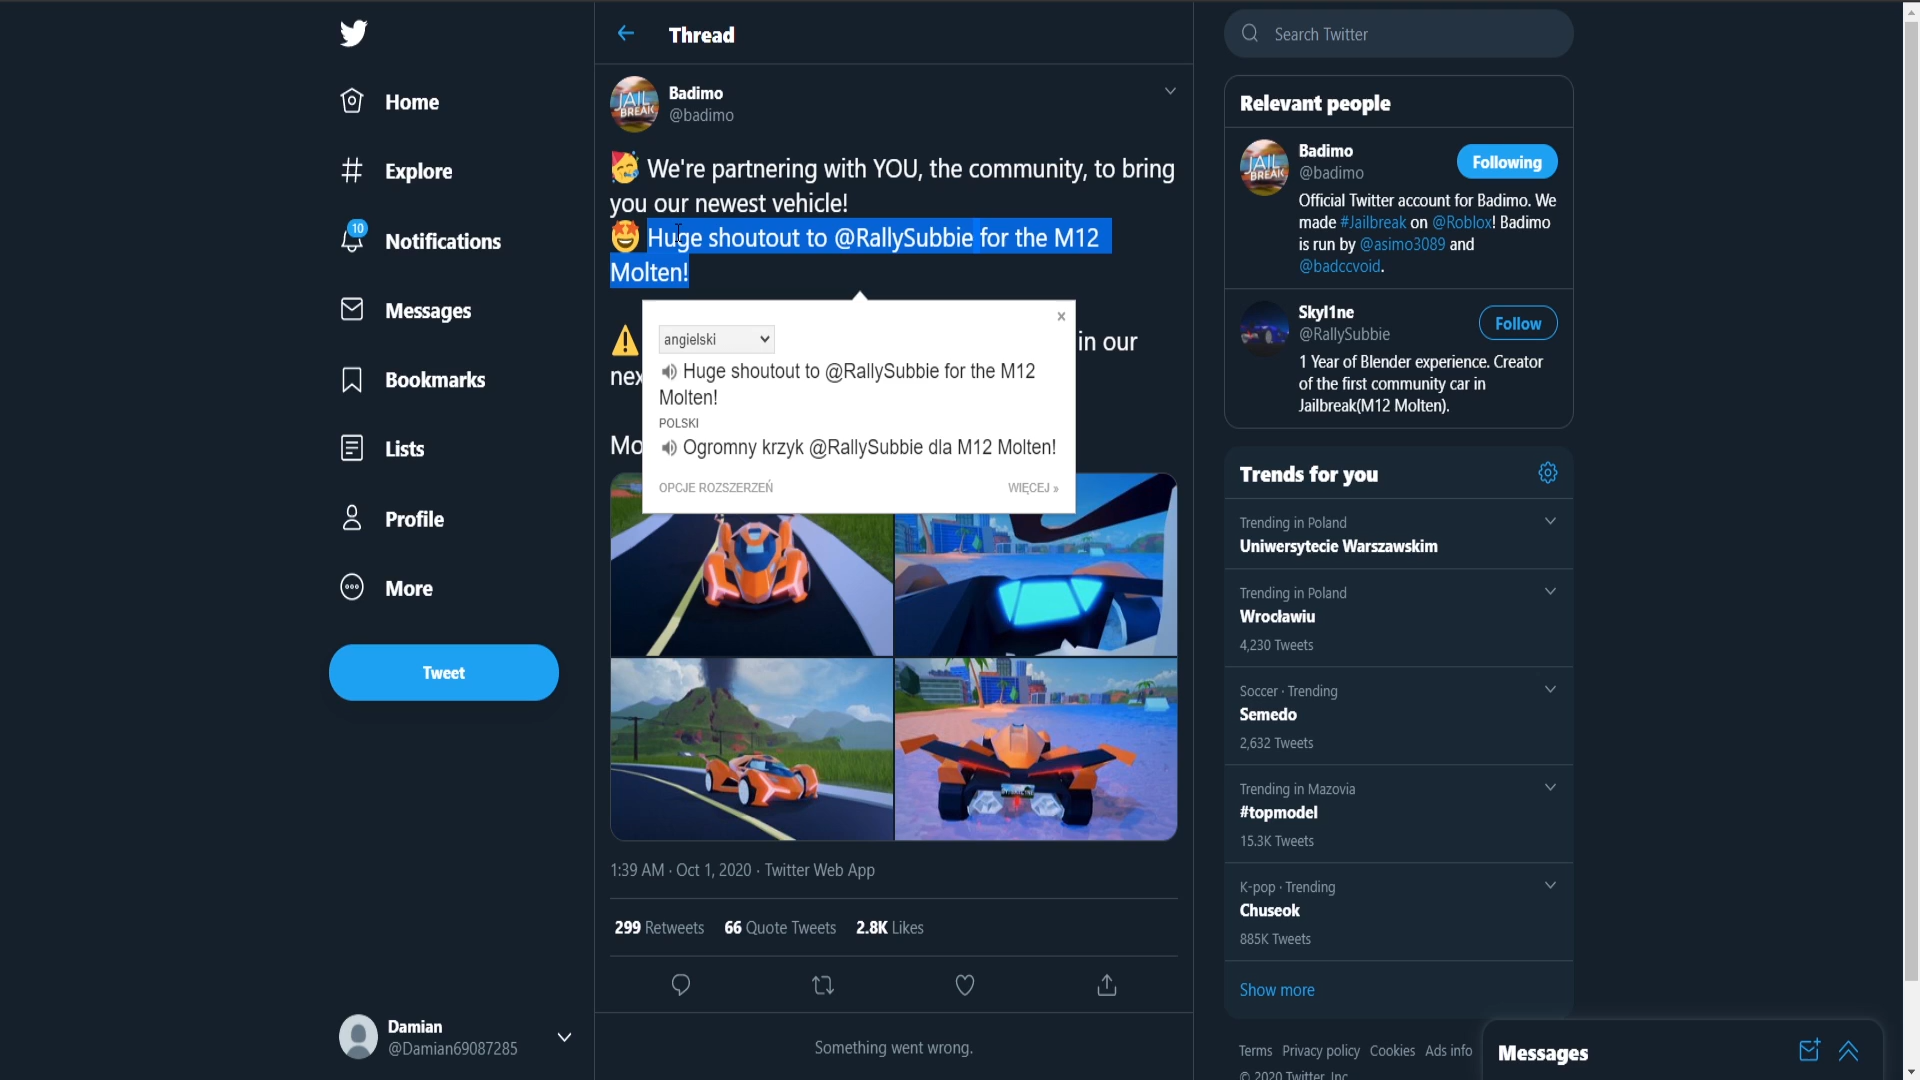 Home
Explore
10
Notifications
Messages
Bookmarks
Lists
Profile
More
Tweet
Damian
@Damian69087285
Thread
JAIL
BREAK
Badimo
@badimo
We're partnering with YOU, the community, to bring
you our newest vehicle!
Huge shoutout to @RallySubbie for the M12
Molten!
in our
nex
Mo
x
angielski
Huge shoutout to @RallySubbie for the M12
Molten!
POLSKI
Ogromny krzyk @RallySubbie dla M12 Molten!
OPCJE ROZSZERZEŃ
WIĘCEJ »
1:39 AM · Oct 1, 2020 · Twitter Web App
299 Retweets 66 Quote Tweets 2.8K Likes
Something went wrong.
Search Twitter
Relevant people
JAIL
BREAK
Badimo
@badimo
Following
Official Twitter account for Badimo. We
made #Jailbreak on @Roblox! Badimo
is run by @asimo3089 and
@badccvoid.
Skyl1ne
@RallySubbie
Follow
1 Year of Blender experience. Creator
of the first community car in
Jailbreak(M12 Molten).
Trends for you
Trending in Poland
Uniwersytecie Warszawskim
Trending in Poland
Wrocławiu
4,230 Tweets
Soccer · Trending
Semedo
2,632 Tweets
Trending in Mazovia
#topmodel
15.3K Tweets
K-pop · Trending
Chuseok
885K Tweets
Show more
Terms Privacy policy Cookies Ads info
© 2020 Twitter, Inc.
Messages